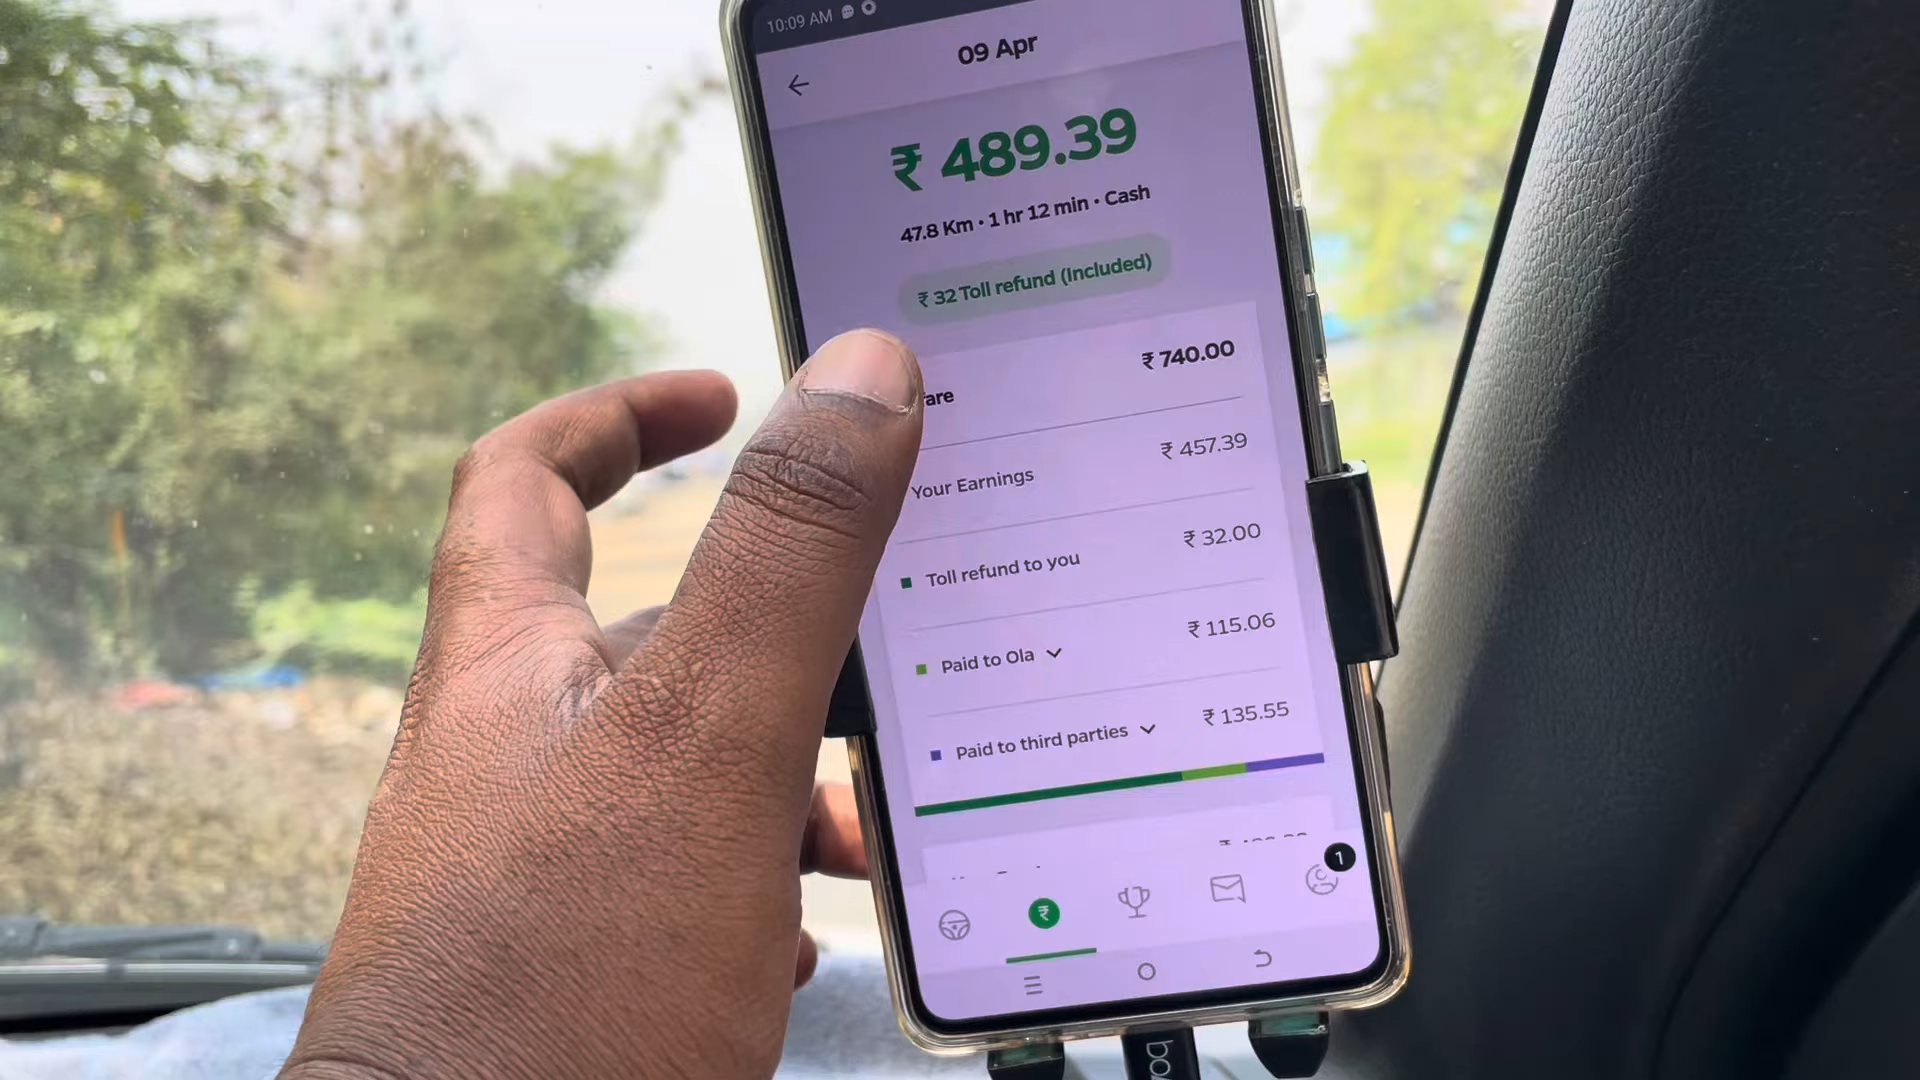 10:09 AM
09 Apr
₹ 489.39
47.8 Km • 1 hr 12 min • Cash
₹ 32 Toll refund (Included)
₹ 740.00
are
Your Earnings ₹ 457.39
Toll refund to you ₹ 32.00
Paid to Ola ₹ 115.06
Paid to third parties ₹ 135.55
1
₹